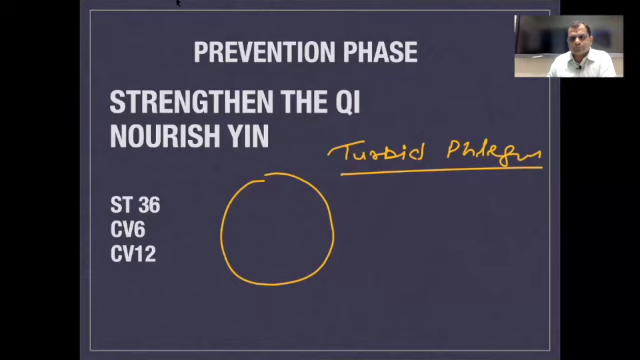 PREVENTION PHASE
STRENGTHEN THE QI
NOURISH YIN
Turbid Phlegm
ST 36
CV6
CV12